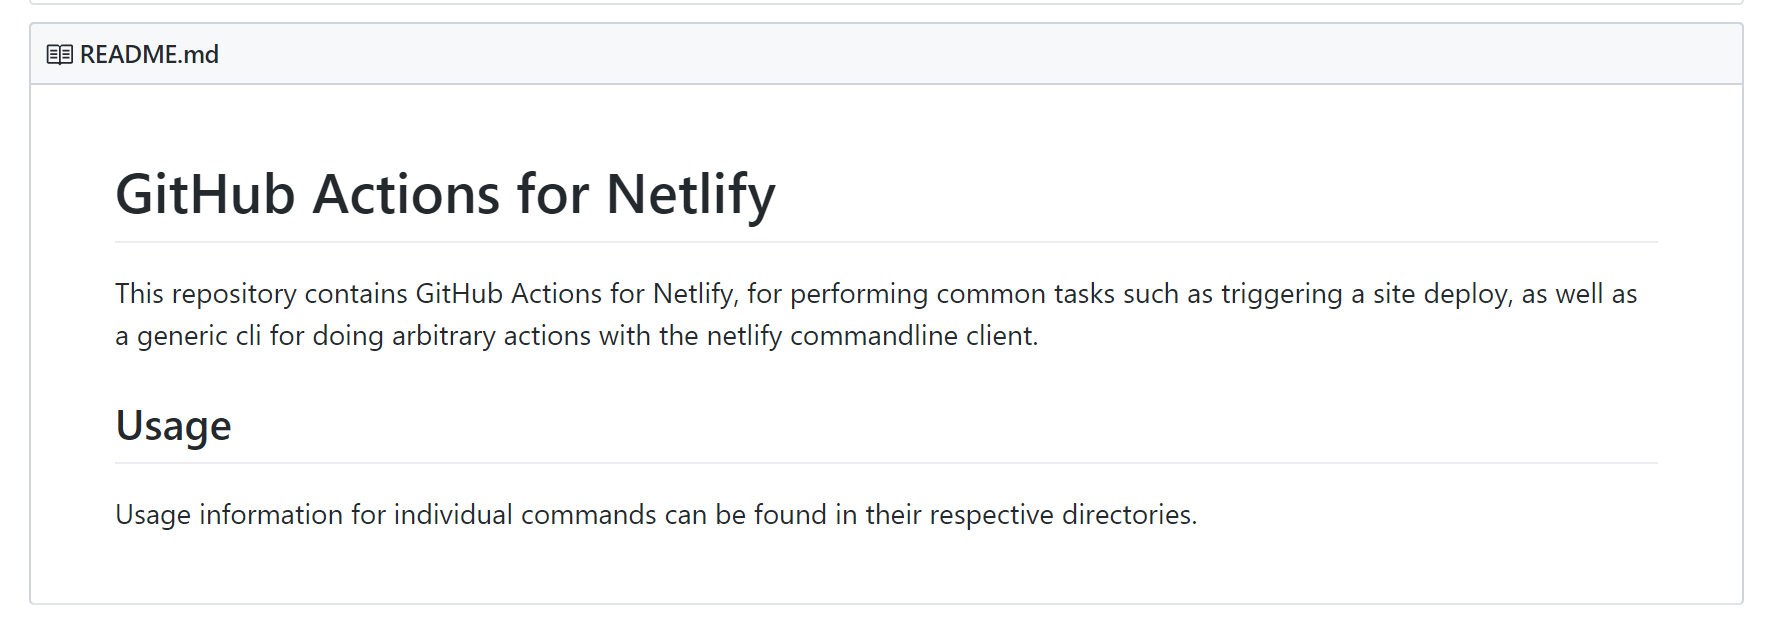 README.md
GitHub Actions for Netlify
This repository contains GitHub Actions for Netlify, for performing common tasks such as triggering a site deploy, as well as
a generic cli for doing arbitrary actions with the netlify commandline client.
Usage
Usage information for individual commands can be found in their respective directories.